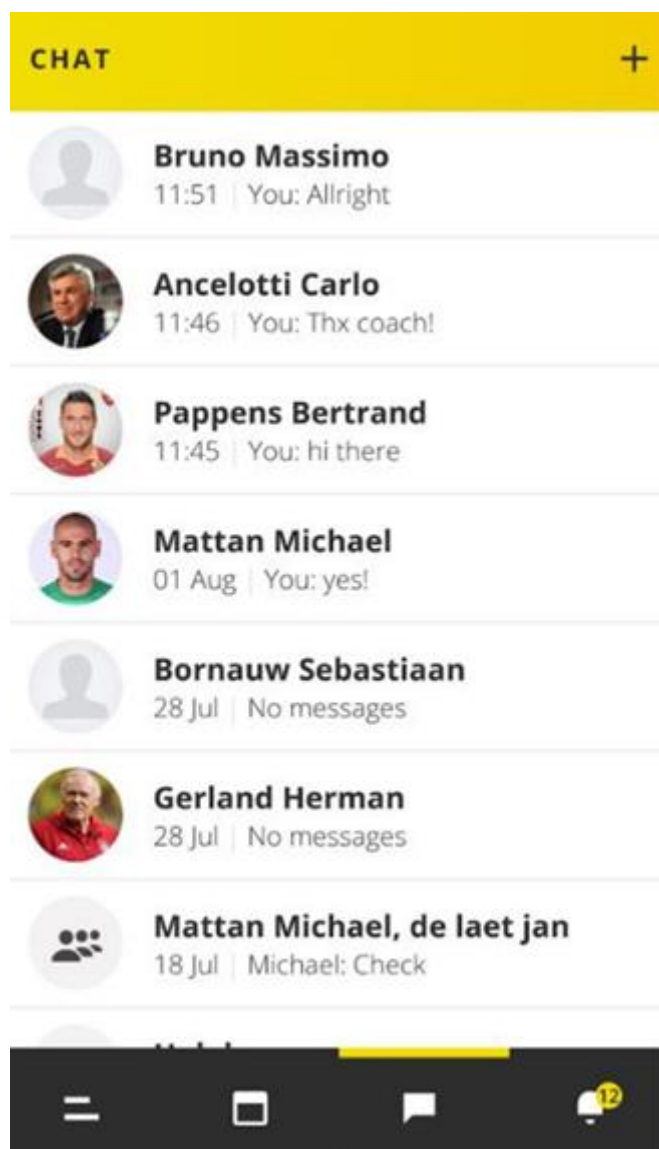 CHAT
Bruno Massimo
11:51 | You: Allright
Ancelotti Carlo
11:46 | You: Thx coach!
Pappens Bertrand
11:45 | You: hi there
Mattan Michael
01 Aug | You: yes!
Bornauw Sebastiaan
28 Jul | No messages
Gerland Herman
28 Jul | No messages
Mattan Michael, de laet jan
18 Jul | Michael: Check
12